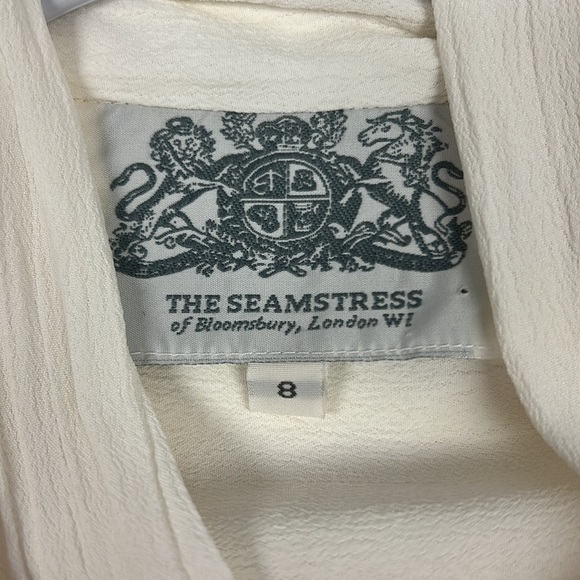 THE SEAMSTRESS
of Bloomsbury, London W1
8